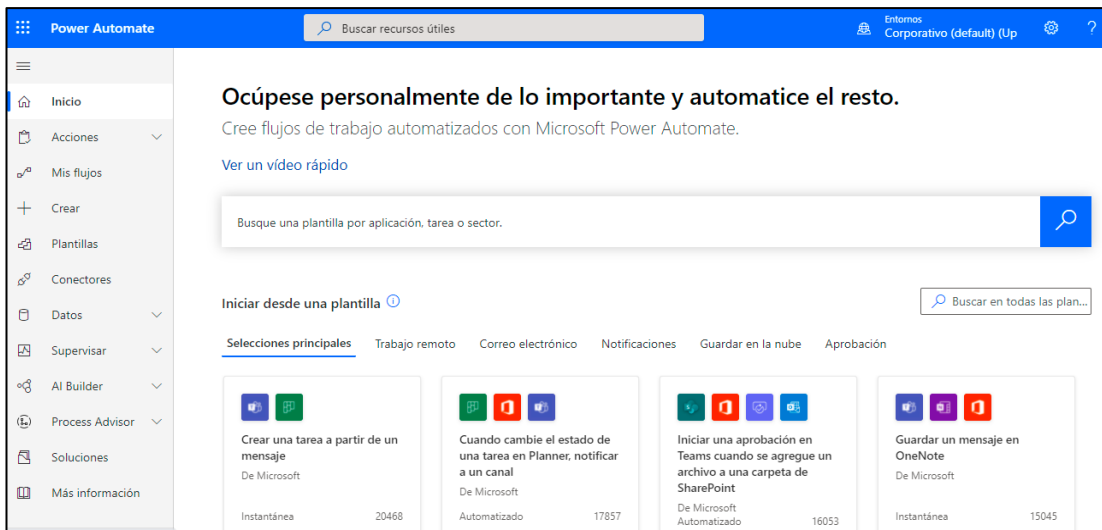 Power Automate
Buscar recursos útiles
Entornos
Corporativo (default) (Up
?
Inicio
Acciones
Mis flujos
Crear
Plantillas
Conectores
Datos
Supervisar
AI Builder
Process Advisor
Soluciones
Más información
Ocúpese personalmente de lo importante y automatice el resto.
Cree flujos de trabajo automatizados con Microsoft Power Automate.
Ver un vídeo rápido
Busque una plantilla por aplicación, tarea o sector.
Iniciar desde una plantilla
Buscar en todas las plan...
Selecciones principales Trabajo remoto Correo electrónico Notificaciones Guardar en la nube Aprobación
Crear una tarea a partir de un
mensaje
De Microsoft
Instantánea 20468
Cuando cambie el estado de
una tarea en Planner, notificar
a un canal
De Microsoft
Automatizado 17857
Iniciar una aprobación en
Teams cuando se agregue un
archivo a una carpeta de
SharePoint
De Microsoft
Automatizado 16053
Guardar un mensaje en
OneNote
De Microsoft
Instantánea 15045